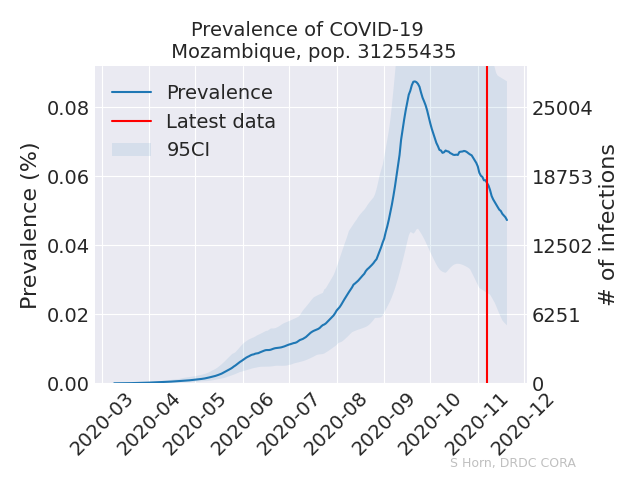 Prevalence of COVID-19
Mozambique, pop. 31255435
Prevalence
Latest data
95CI
Prevalence (%)
0.08
0.06
0.04
0.02
0.00
25004
18753
12502
6251
0
# of infections
2020-03
2020-04
2020-05
2020-06
2020-07
2020-08
2020-09
2020-10
2020-11
2020-12
S Horn, DRDC CORA